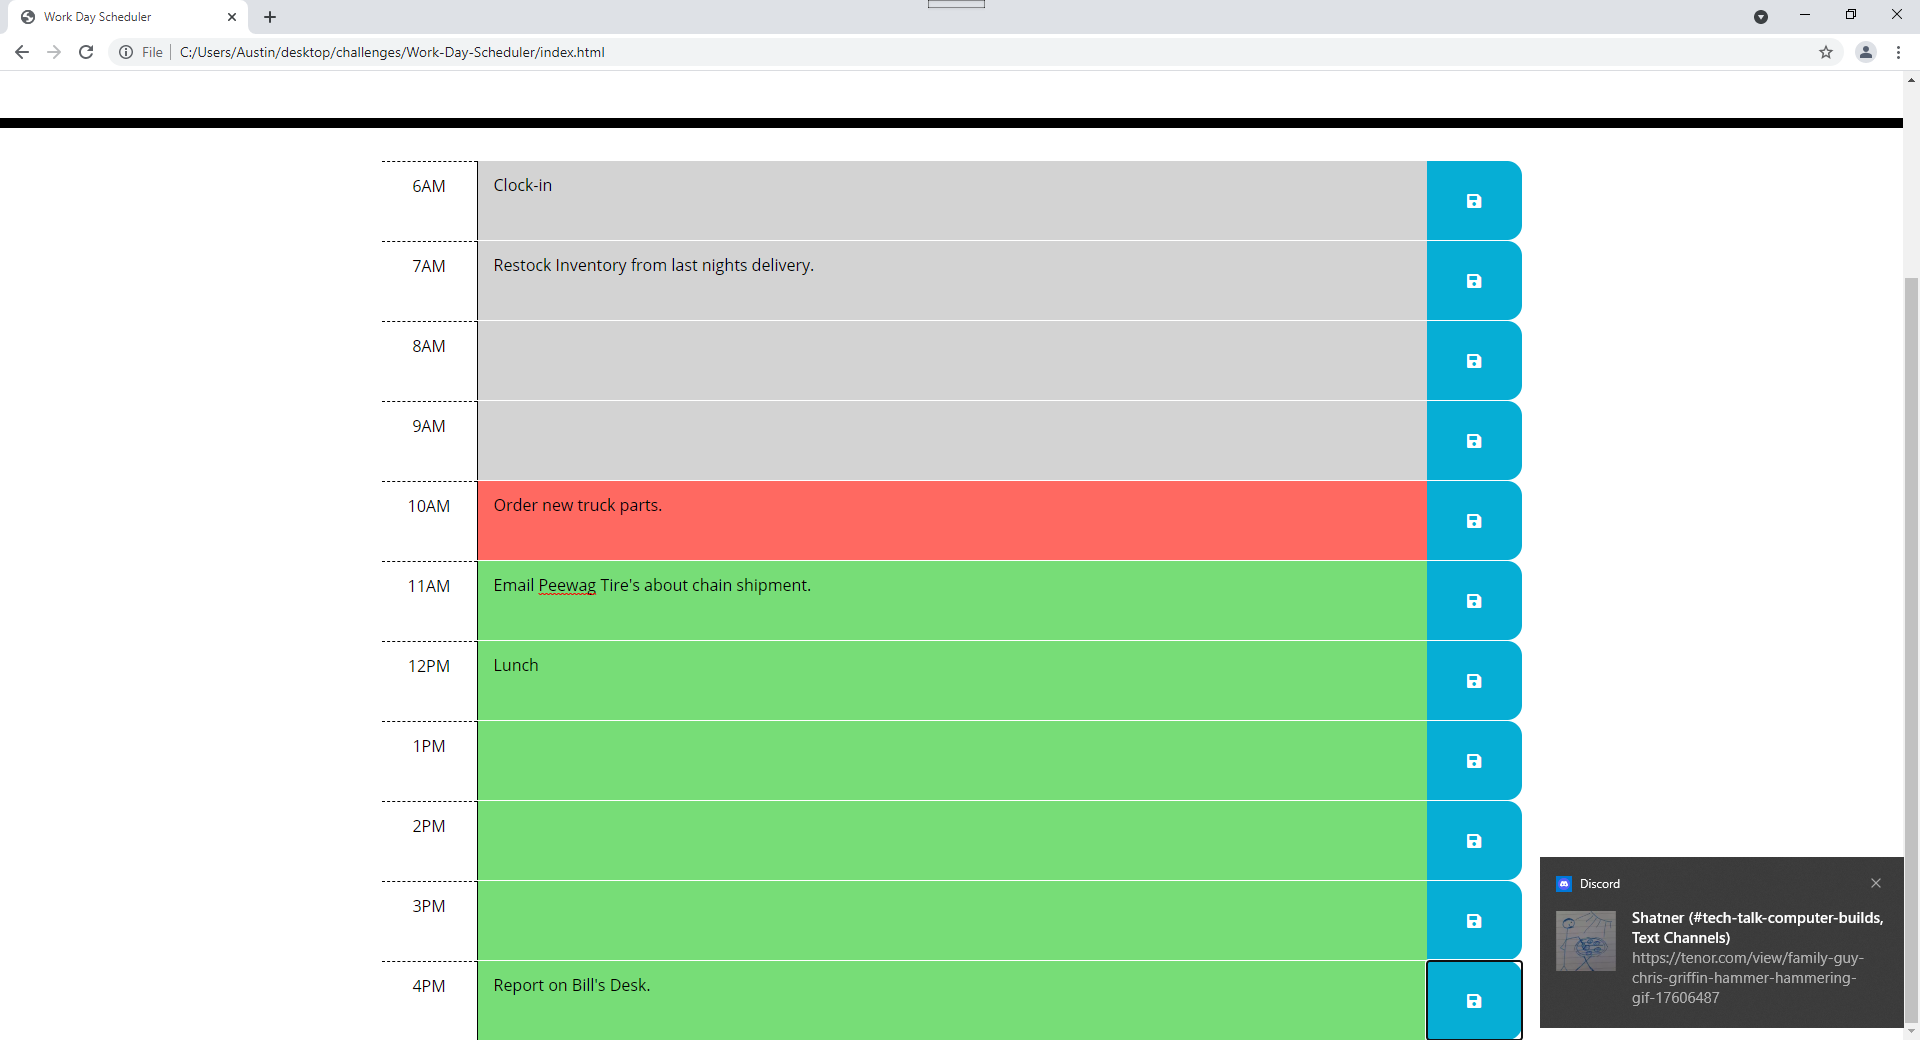 Work Day Scheduler
File
C:/Users/Austin/desktop/challenges/Work-Day-Scheduler/index.html
6AM Clock-in
7AM Restock Inventory from last nights delivery.
8AM
9AM
10AM Order new truck parts.
11AM Email Peewag Tire's about chain shipment.
12PM Lunch
1PM
2PM
3PM
4PM Report on Bill's Desk.
Discord
Shatner (#tech-talk-computer-builds,
Text Channels)
https://tenor.com/view/family-guy-
chris-griffin-hammer-hammering-
gif-17606487